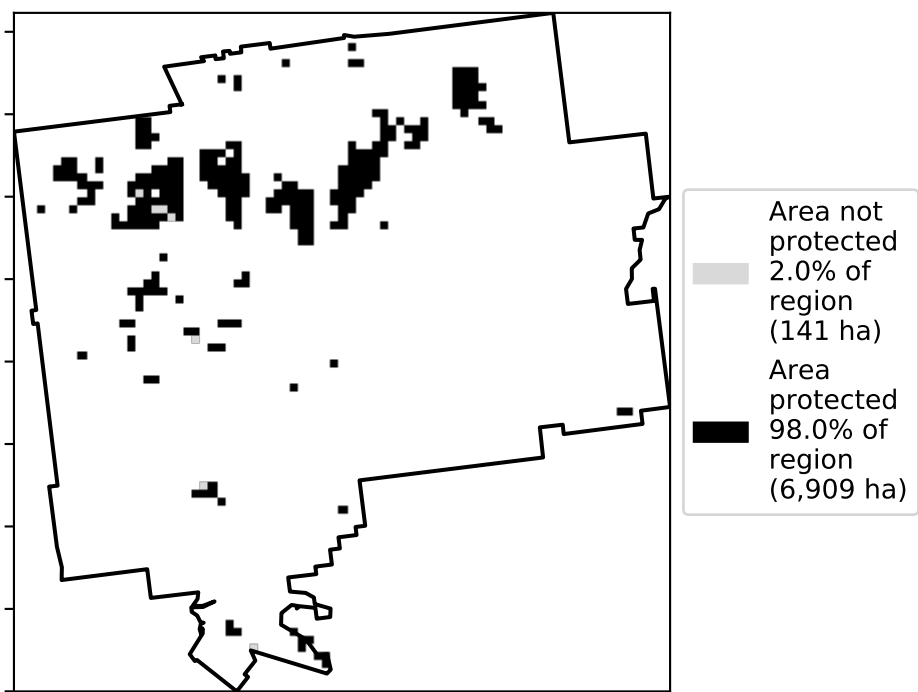 Area not
protected
2.0% of
region
(141 ha)
Area
protected
98.0% of
region
(6,909 ha)